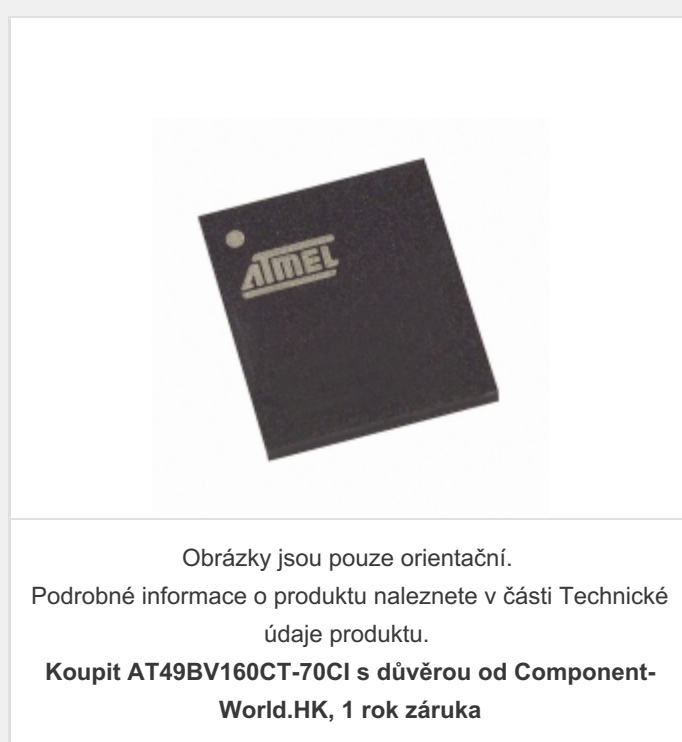 ATMEL
Obrázky jsou pouze orientační.
Podrobné informace o produktu naleznete v části Technické
údaje produktu.
Koupit AT49BV160CT-70CI s důvěrou od Component-
World.HK, 1 rok záruka